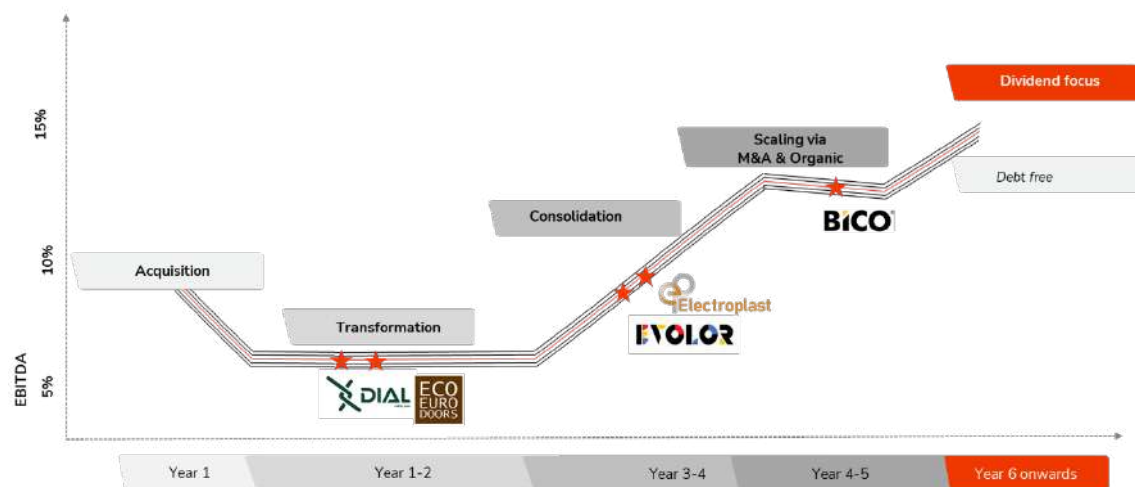 Dividend focus
15%
Scaling via
M&A & Organic
Debt free
BICO
Consolidation
10%
Acquisition
Electroplast
Transformation
EVOLOR
EBITDA
5%
DIAL
ECO
EURO
DOORS
Year 1
Year 1-2
Year 3-4
Year 4-5
Year 6 onwards